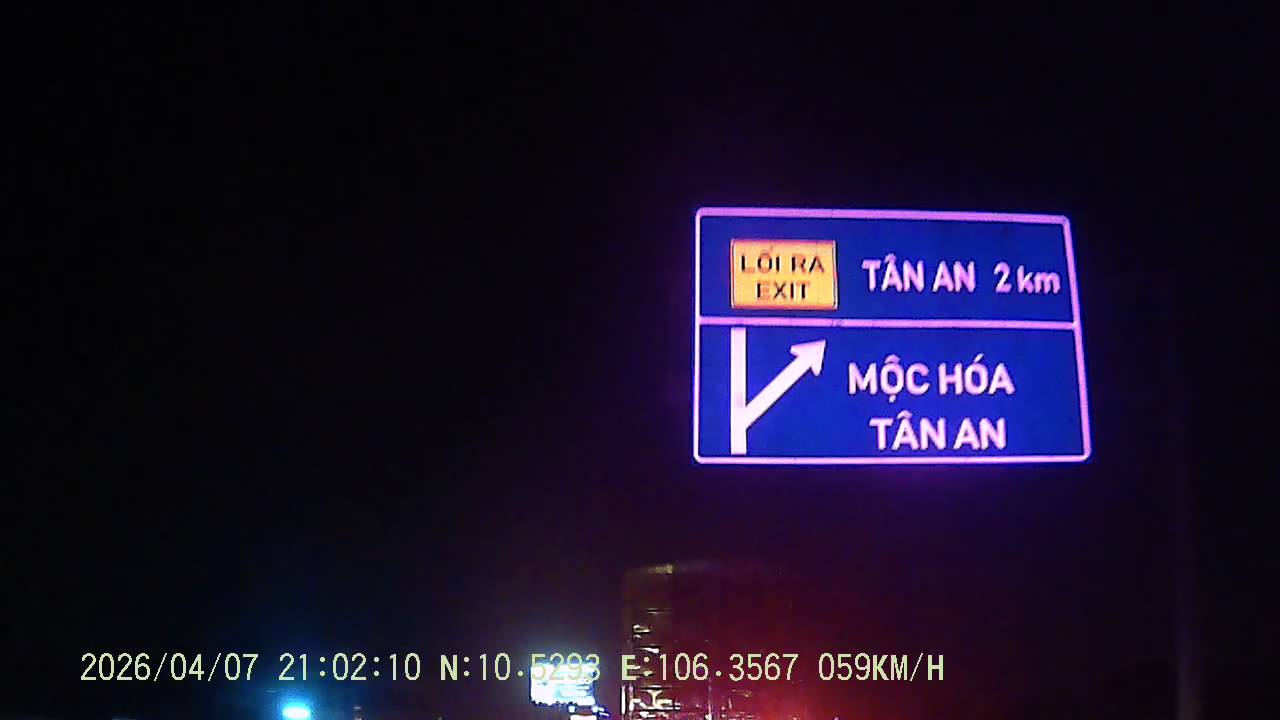 LỐI RA
EXIT
TÂN AN 2 km
MỘC HÓA
TÂN AN
2026/04/07 21:02:10 N:10.5293 E:106.3567 059KM/H